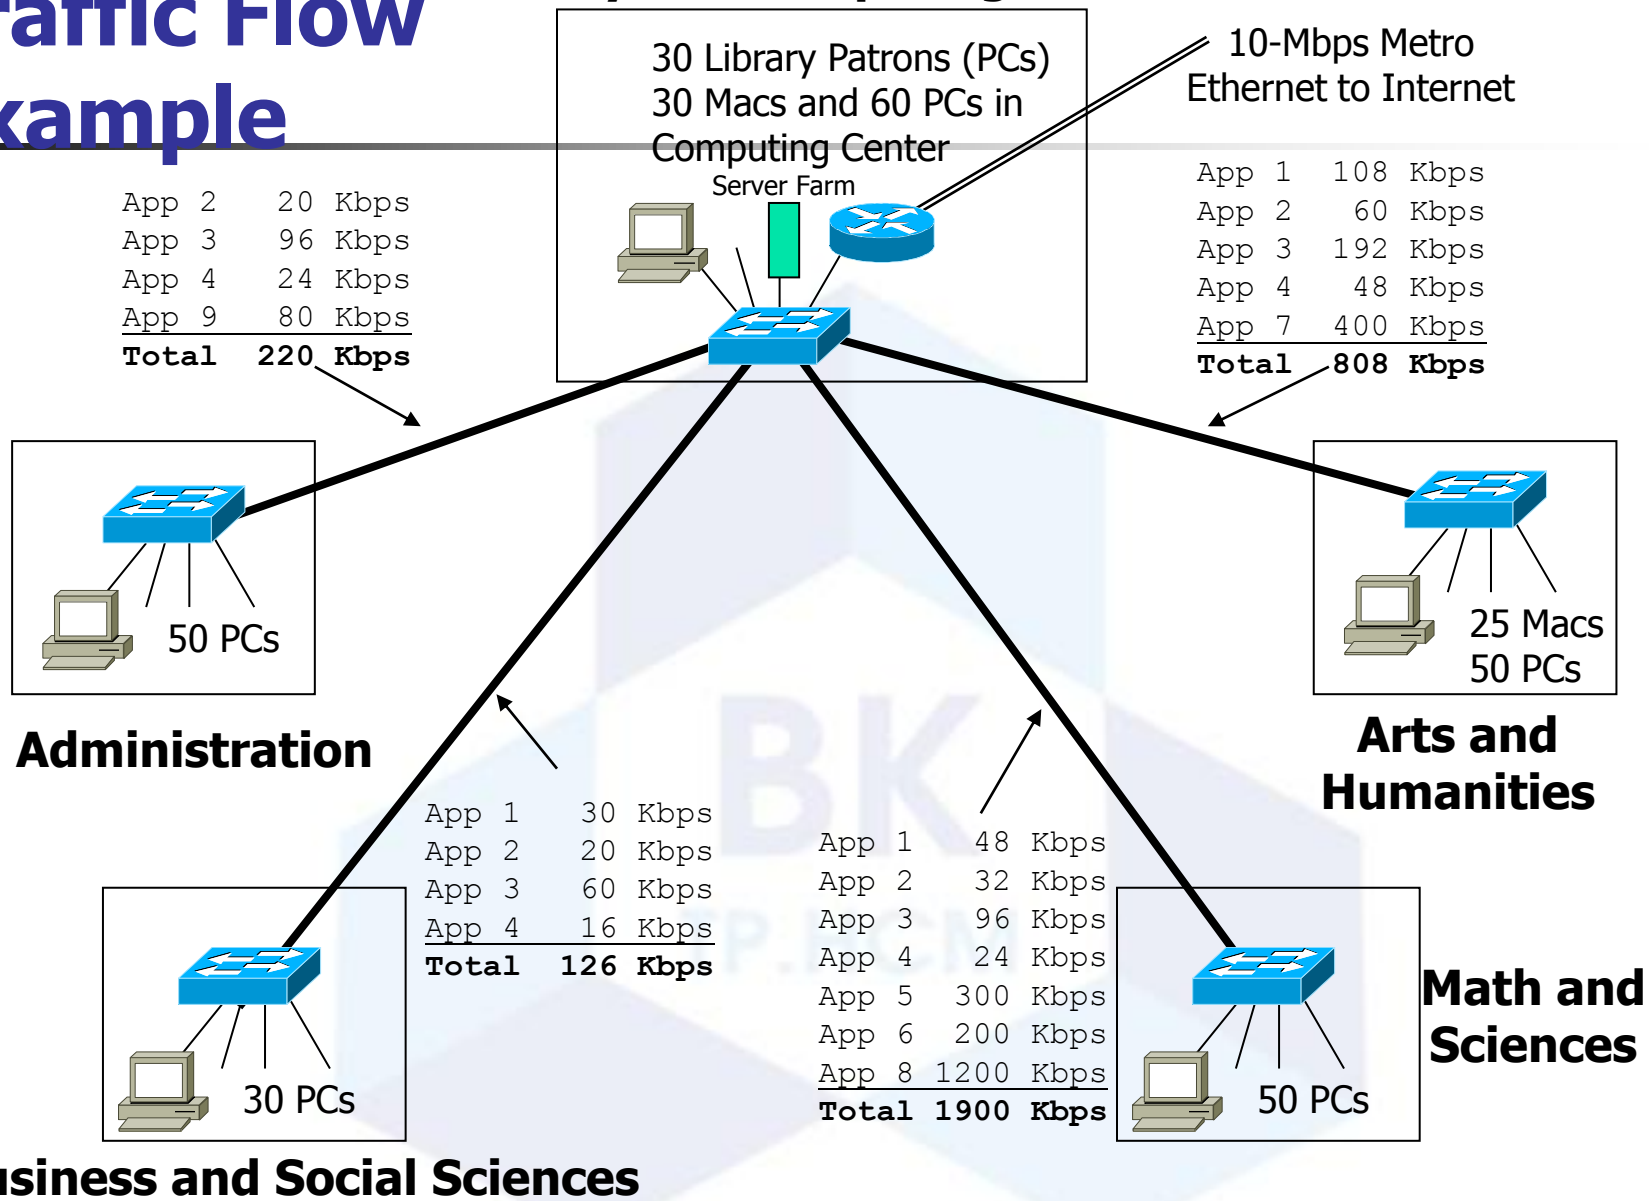 raffic Flow
xample
30 Library Patrons (PCs)
30 Macs and 60 PCs in
Computing Center
Server Farm
10-Mbps Metro
Ethernet to Internet
App 2 20 Kbps
App 3 96 Kbps
App 4 24 Kbps
App 9 80 Kbps
Total 220 Kbps
App 1 108 Kbps
App 2 60 Kbps
App 3 192 Kbps
App 4 48 Kbps
App 7 400 Kbps
Total 808 Kbps
50 PCs
Administration
25 Macs
50 PCs
Arts and
Humanities
App 1 30 Kbps
App 2 20 Kbps
App 3 60 Kbps
App 4 16 Kbps
Total 126 Kbps
App 1 48 Kbps
App 2 32 Kbps
App 3 96 Kbps
App 4 24 Kbps
App 5 300 Kbps
App 6 200 Kbps
App 8 1200 Kbps
Total 1900 Kbps
30 PCs
usiness and Social Sciences
50 PCs
Math and
Sciences
BK
TP.HCM